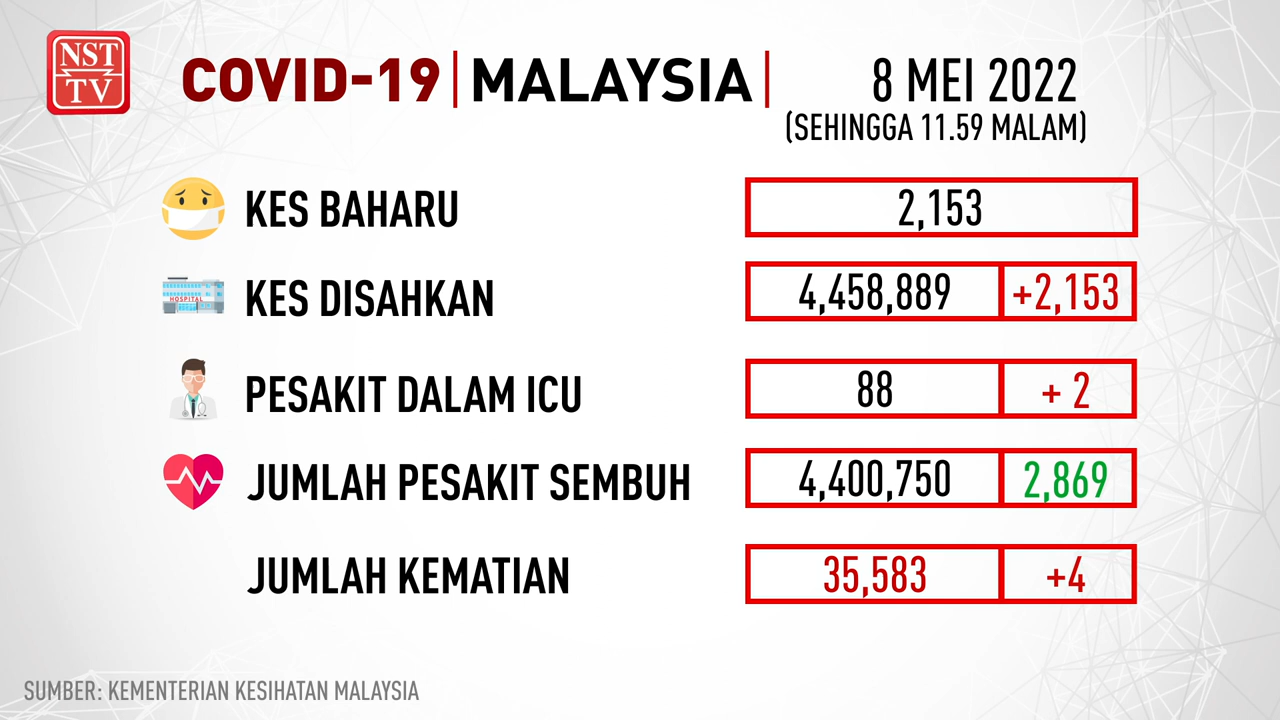 NST
TV
COVID-19 | MALAYSIA | 8 MEI 2022
(SEHINGGA 11.59 MALAM)
KES BAHARU 2,153
HOSPITAL
KES DISAHKAN 4,458,889 +2,153
PESAKIT DALAM ICU 88 + 2
JUMLAH PESAKIT SEMBUH 4,400,750 2,869
JUMLAH KEMATIAN 35,583 +4
SUMBER: KEMENTERIAN KESIHATAN MALAYSIA